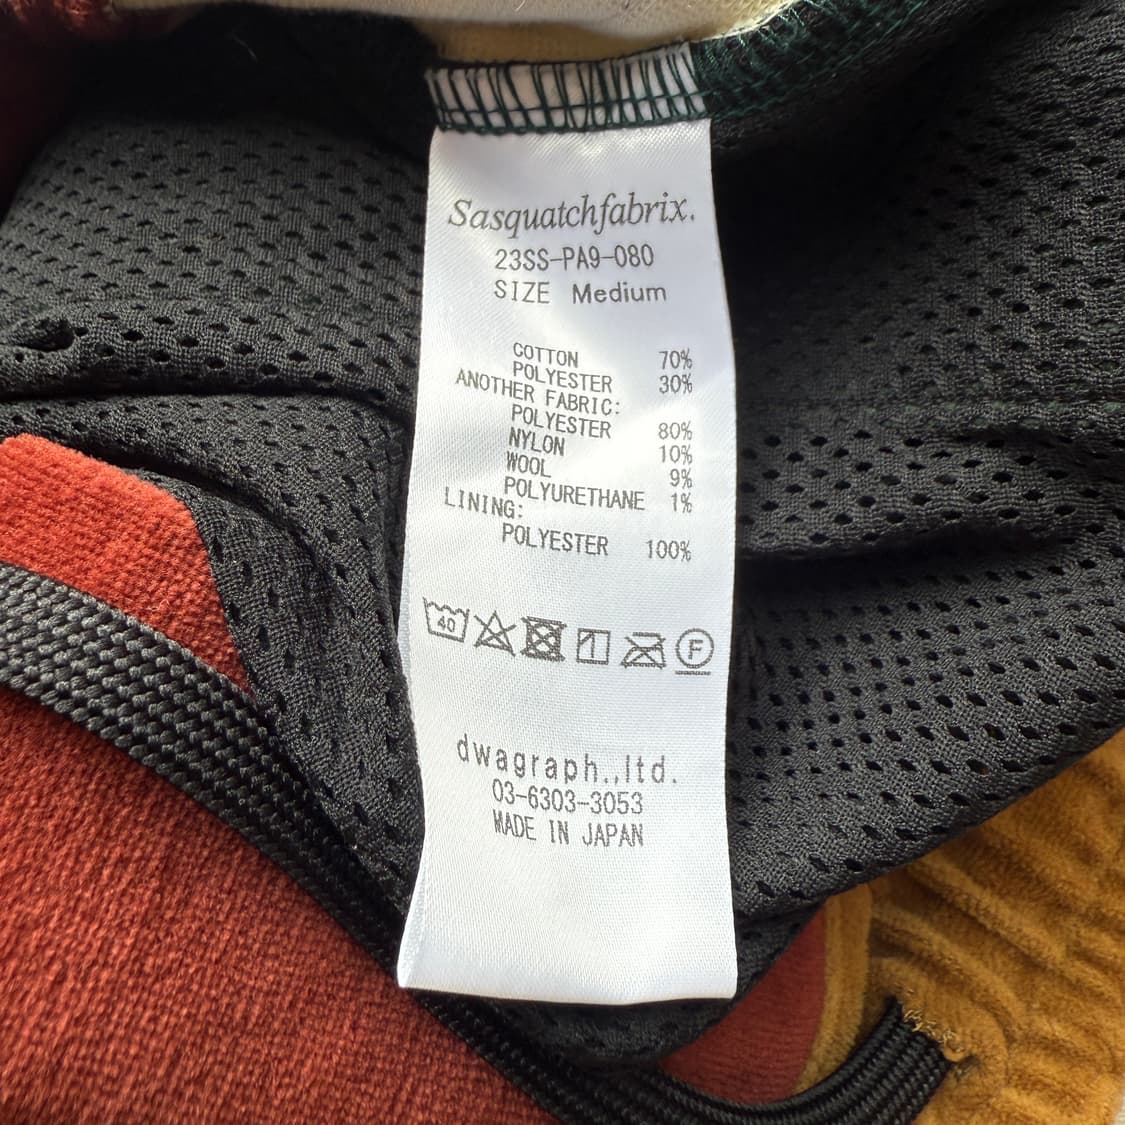 Sasquatchfabrix.
23SS-PA9-080
SIZE Medium
COTTON 70%
POLYESTER 30%
ANOTHER FABRIC:
POLYESTER 80%
NYLON 10%
WOOL 9%
POLYURETHANE 1%
LINING:
POLYESTER 100%
40 F
dwagraph.,ltd.
03-6303-3053
MADE IN JAPAN